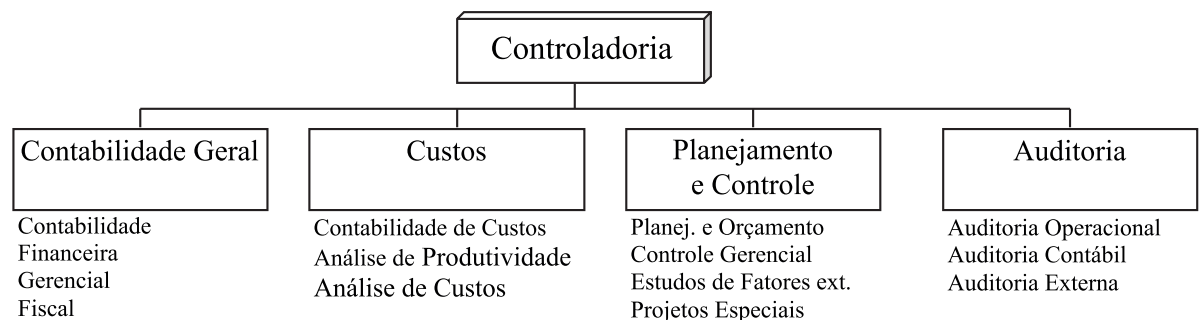 Controladoria
Contabilidade Geral
Contabilidade
Financeira
Gerencial
Fiscal
Custos
Contabilidade de Custos
Análise de Produtividade
Análise de Custos
Planejamento
e Controle
Planej. e Orçamento
Controle Gerencial
Estudos de Fatores ext.
Projetos Especiais
Auditoria
Auditoria Operacional
Auditoria Contábil
Auditoria Externa